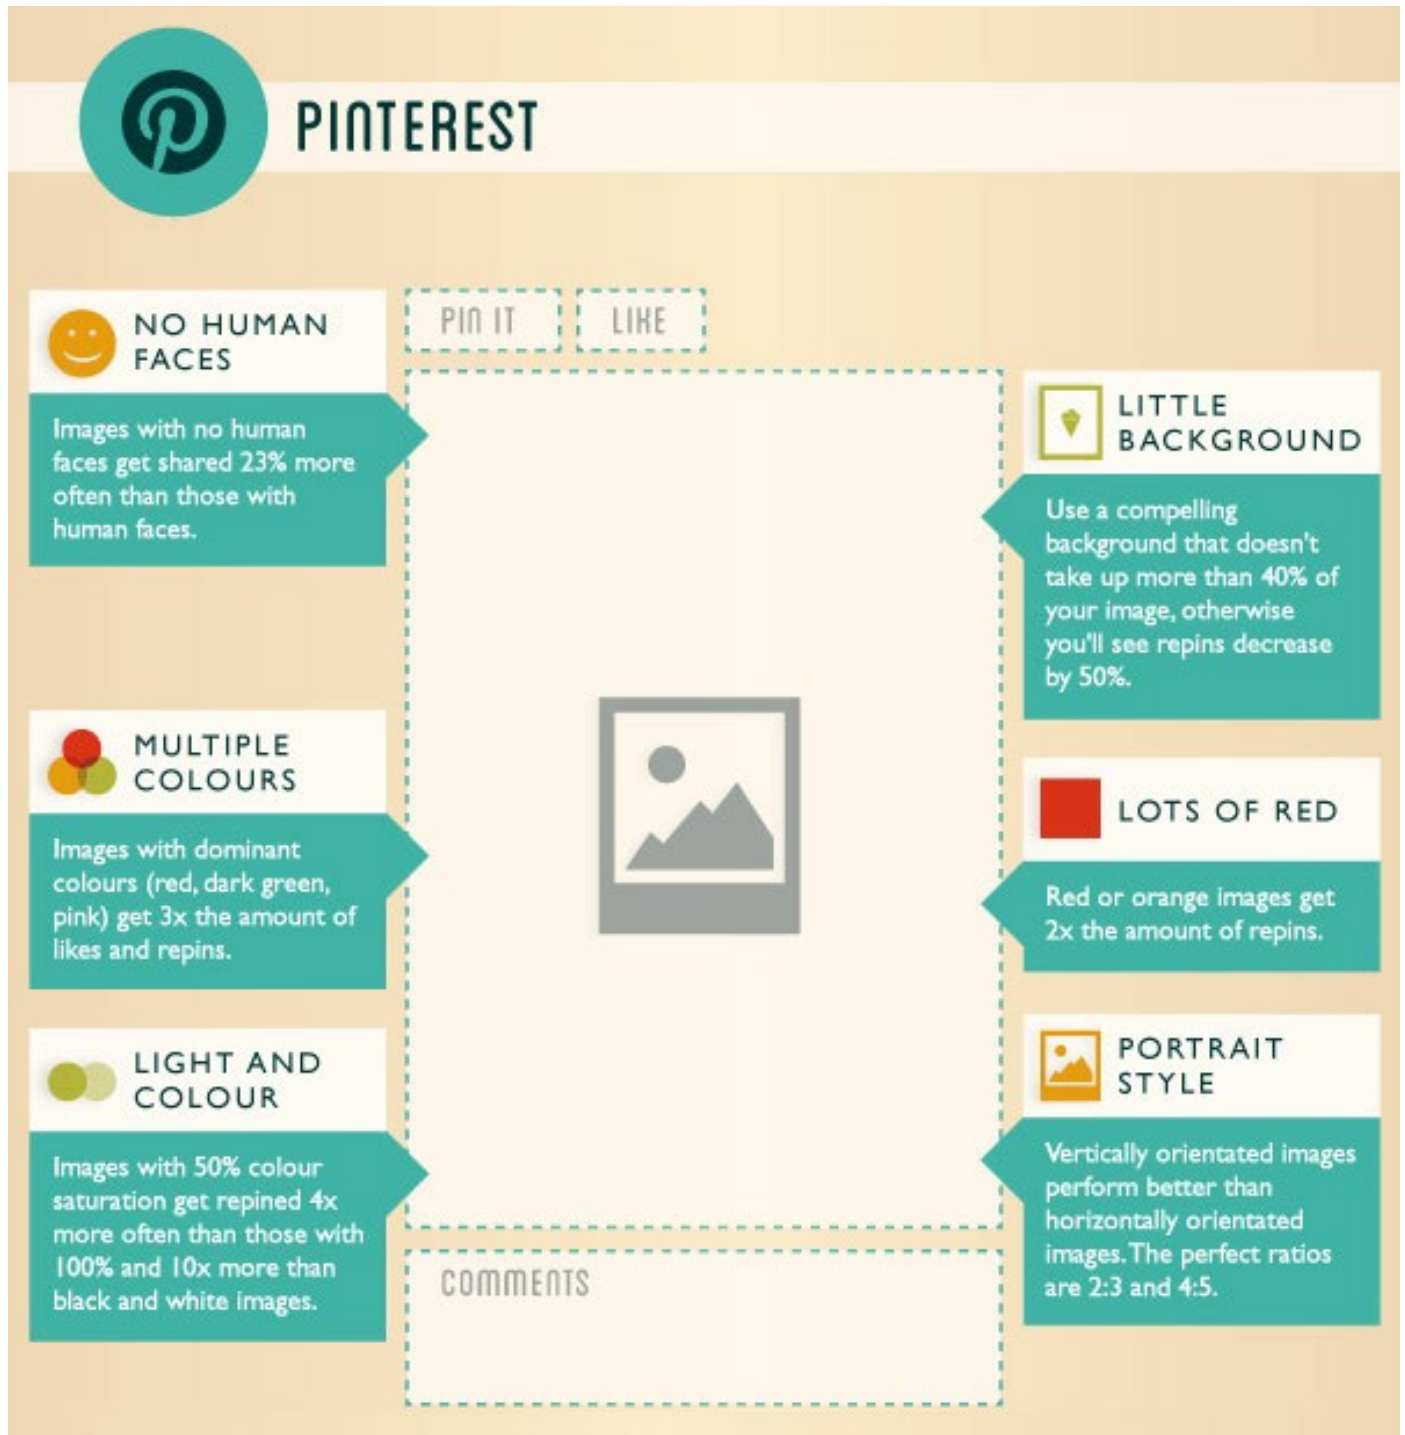 PINTEREST
NO HUMAN
FACES
Images with no human
faces get shared 23% more
often than those with
human faces.
MULTIPLE
COLOURS
Images with dominant
colours (red, dark green,
pink) get 3x the amount of
likes and repins.
LIGHT AND
COLOUR
Images with 50% colour
saturation get repined 4x
more often than those with
100% and 10x more than
black and white images.
PIN IT
LIKE
COMMENTS
LITTLE
BACKGROUND
Use a compelling
background that doesn't
take up more than 40% of
your image, otherwise
you'll see repins decrease
by 50%.
LOTS OF RED
Red or orange images get
2x the amount of repins.
PORTRAIT
STYLE
Vertically orientated images
perform better than
horizontally orientated
images. The perfect ratios
are 2:3 and 4:5.